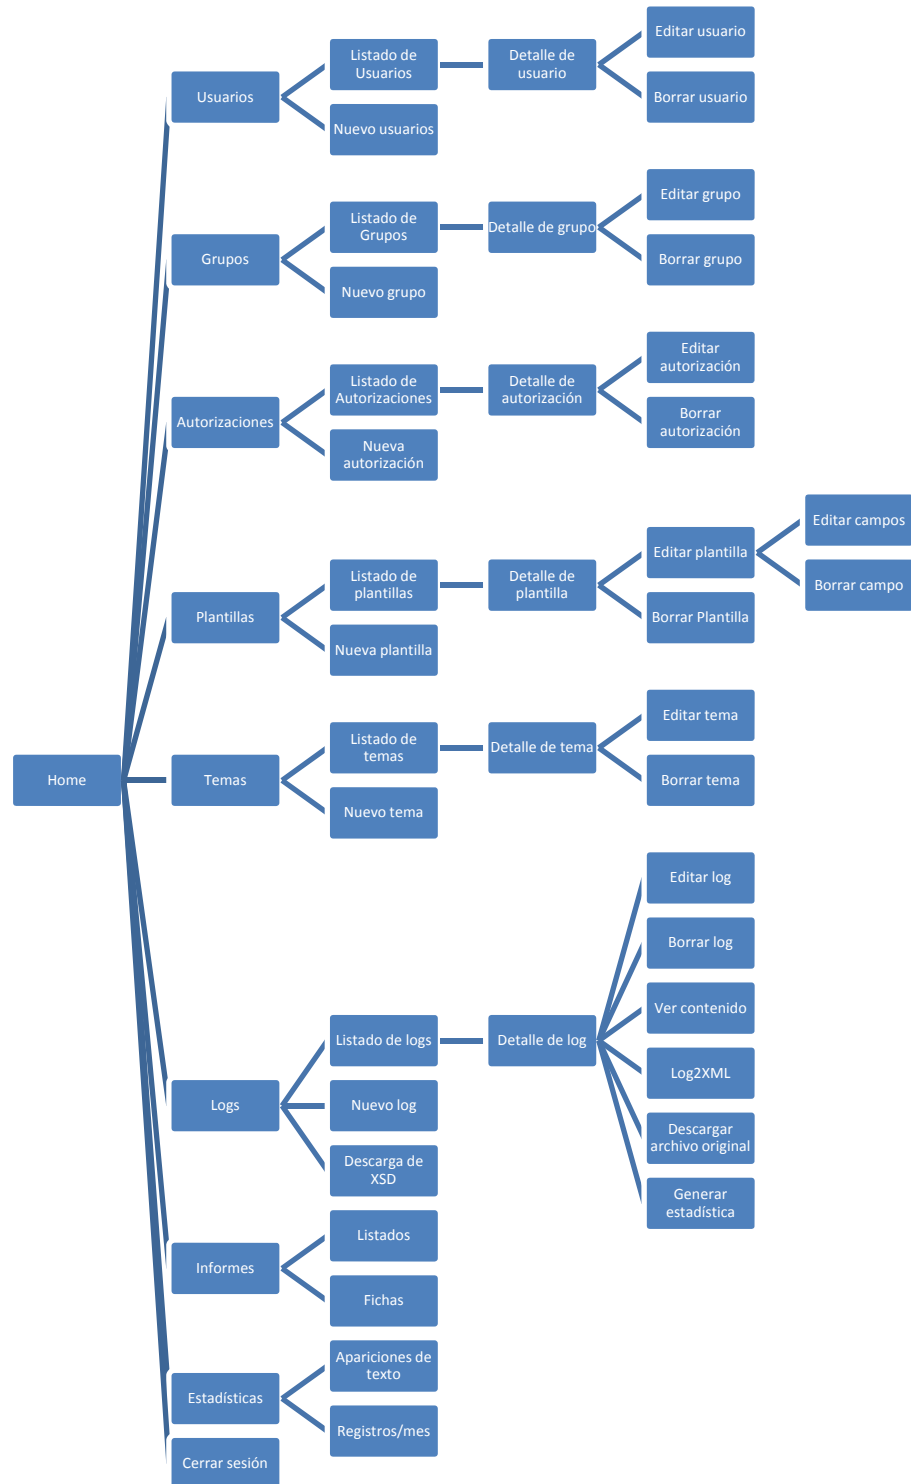 Home
Usuarios
Listado de
Usuarios
Detalle de
usuario
Editar usuario
Borrar usuario
Nuevo usuarios
Grupos
Listado de
Grupos
Detalle de grupo
Editar grupo
Borrar grupo
Nuevo grupo
Autorizaciones
Listado de
Autorizaciones
Detalle de
autorización
Editar
autorización
Borrar
autorización
Nueva
autorización
Plantillas
Listado de
plantillas
Detalle de
plantilla
Editar plantilla
Editar campos
Borrar campo
Borrar Plantilla
Nueva plantilla
Temas
Listado de
temas
Detalle de tema
Editar tema
Borrar tema
Nuevo tema
Logs
Listado de logs
Detalle de log
Editar log
Borrar log
Ver contenido
Log2XML
Descargar
archivo original
Generar
estadística
Nuevo log
Descarga de
XSD
Informes
Listados
Fichas
Estadísticas
Apariciones de
texto
Registros/mes
Cerrar sesión